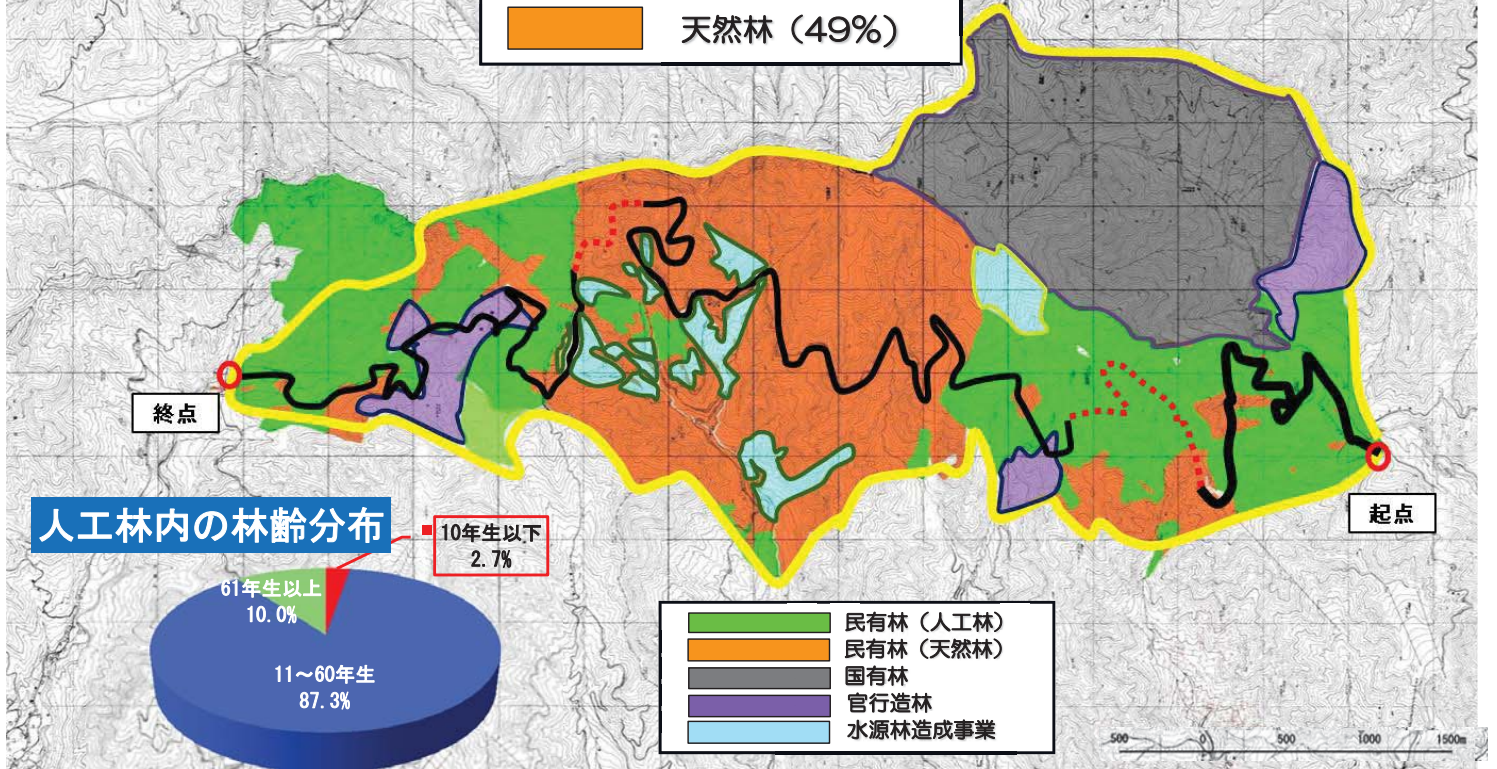 天然林（49%）
終点
起点
人工林内の林齢分布
10年生以下
2.7%
61年生以上
10.0%
11～60年生
87.3%
民有林（人工林）
民有林（天然林）
国有林
官行造林
水源林造成事業
500 0 500 1000 1500m